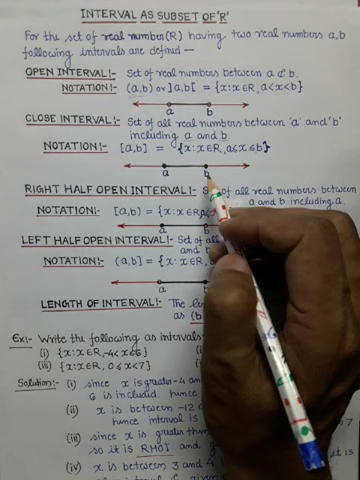 INTERVAL AS SUBSET OF 'R'
For the set of real number (R) having two real numbers a,b
following intervals are defined —
OPEN INTERVAL!- Set of real numbers between a & b.
NOTATION!- (a,b) or ]a,b[ = {x:x∈R,a<x<b}
a b
CLOSE INTERVAL!- Set of all real numbers between 'a' and 'b'
including a and b.
NOTATION!- [a,b] = {x:x∈R, a≤x≤b}
a b
RIGHT HALF OPEN INTERVAL!- of all real numbers between
a and b including a.
NOTATION!- [a,b) = {x:x∈R, a≤x
a b
LEFT HALF OPEN INTERVAL!- Set of all
and b
NOTATION!- (a,b] = {x: x∈R,
a
LENGTH OF INTERVAL!- The
as (b
Ex:- Write the following as intervals
(i) {x:x∈R, -4<x≤6}
(iii) {x:x∈R, 0≤x<7}
Solution:- (i) since x is greater -4 and
6 is included. hence
(ii) x is between -12
hence interval is
(iii) since x is greater than
so it is RHOI and it is
(iv) x is between 3 and 4